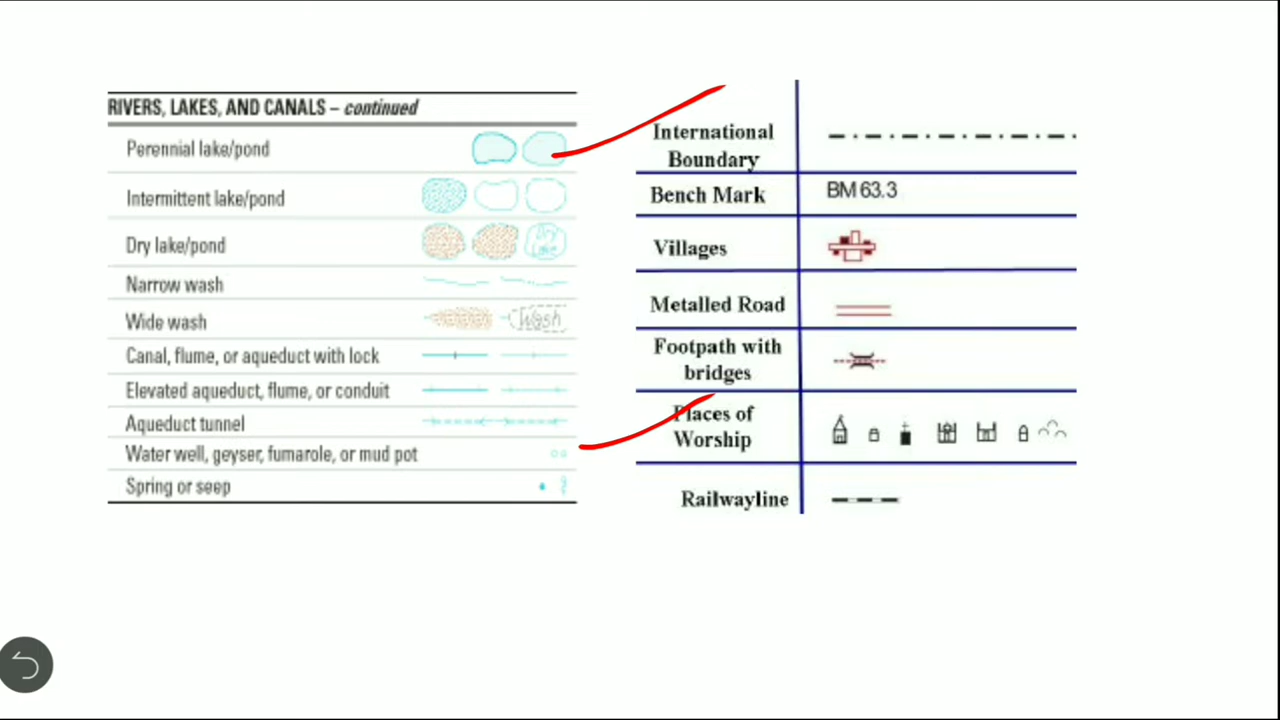 RIVERS, LAKES, AND CANALS – continued
Perennial lake/pond
Intermittent lake/pond
Dry lake/pond
Dry
Lake
Narrow wash
Wide wash
Wash
Canal, flume, or aqueduct with lock
Elevated aqueduct, flume, or conduit
Aqueduct tunnel
Water well, geyser, fumarole, or mud pot
Spring or seep
International
Boundary
Bench Mark
BM 63.3
Villages
Metalled Road
Footpath with
bridges
Places of
Worship
Railwayline